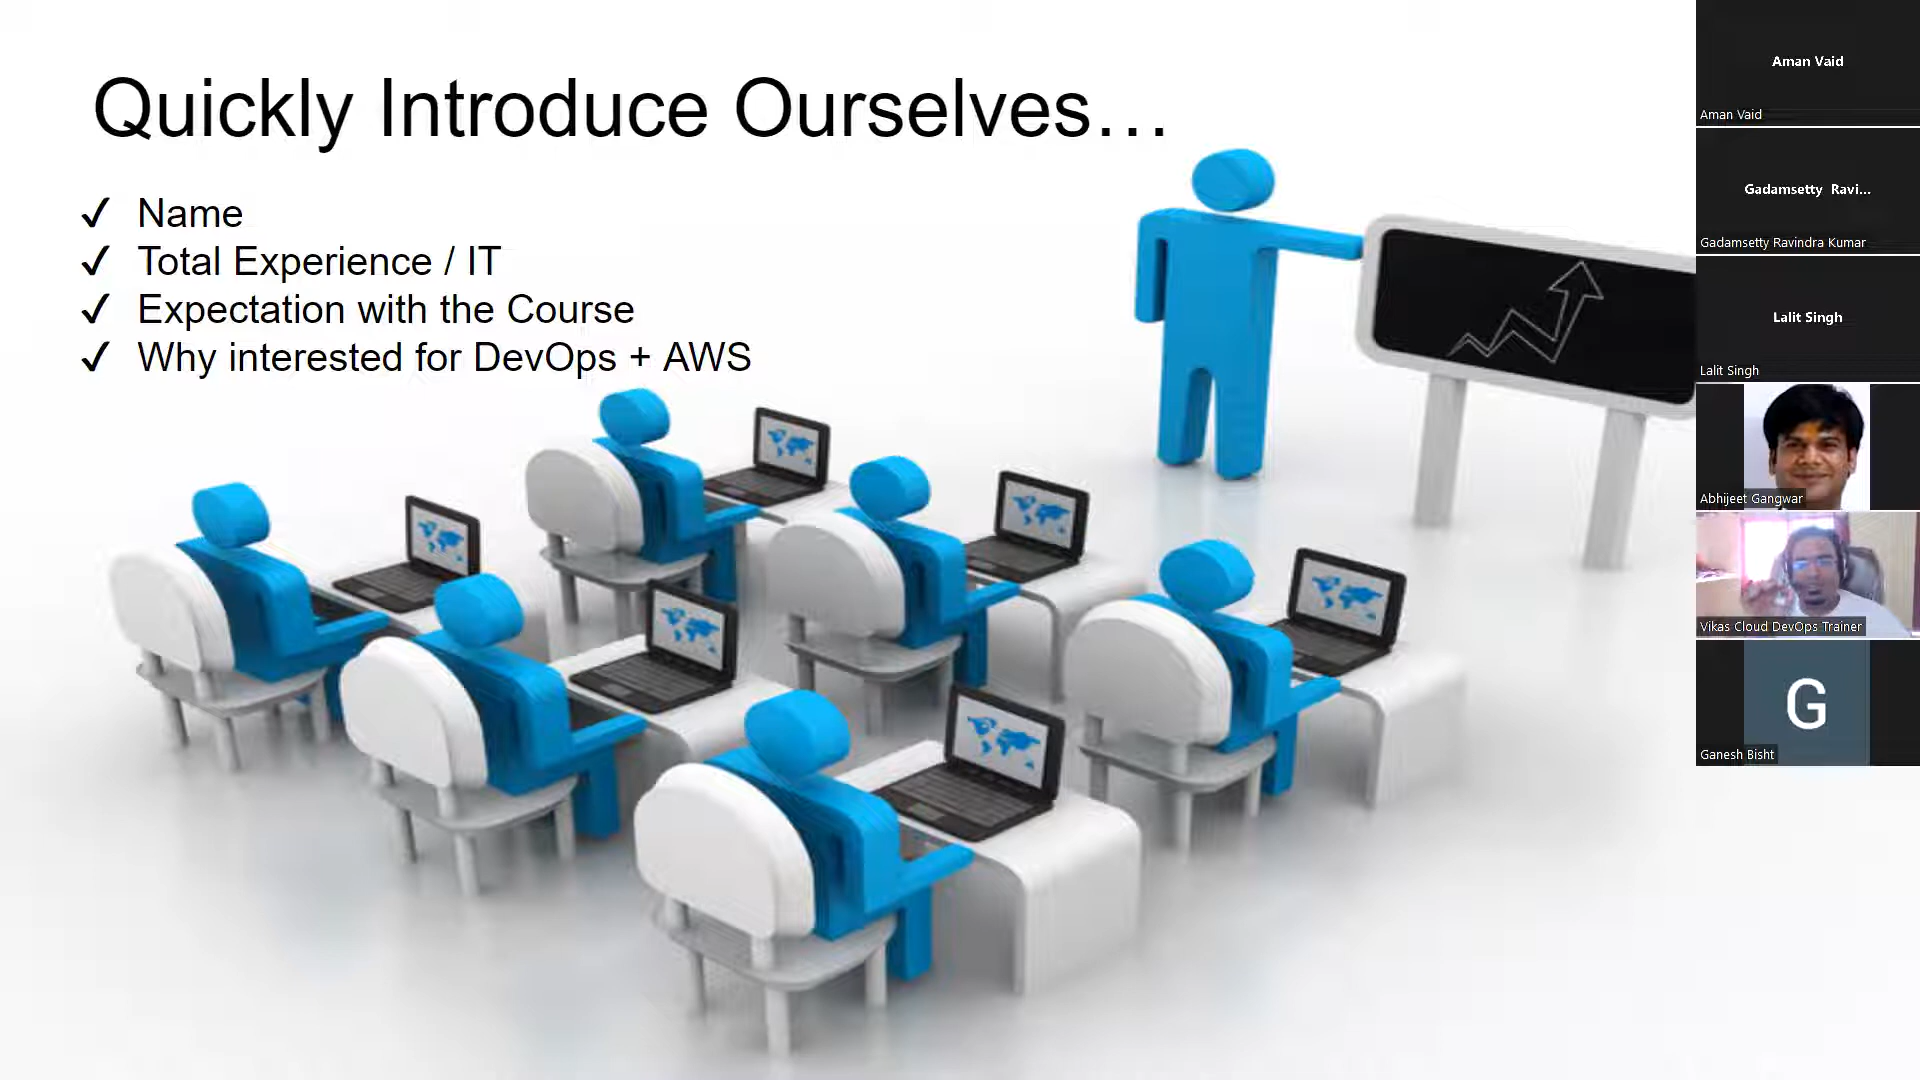 Quickly Introduce Ourselves…
✓ Name
✓ Total Experience / IT
✓ Expectation with the Course
✓ Why interested for DevOps + AWS
Aman Vaid
Aman Vaid
Gadamsetty Ravi...
Gadamsetty Ravindra Kumar
Lalit Singh
Lalit Singh
Abhijeet Gangwar
Vikas Cloud DevOps Trainer
G
Ganesh Bisht